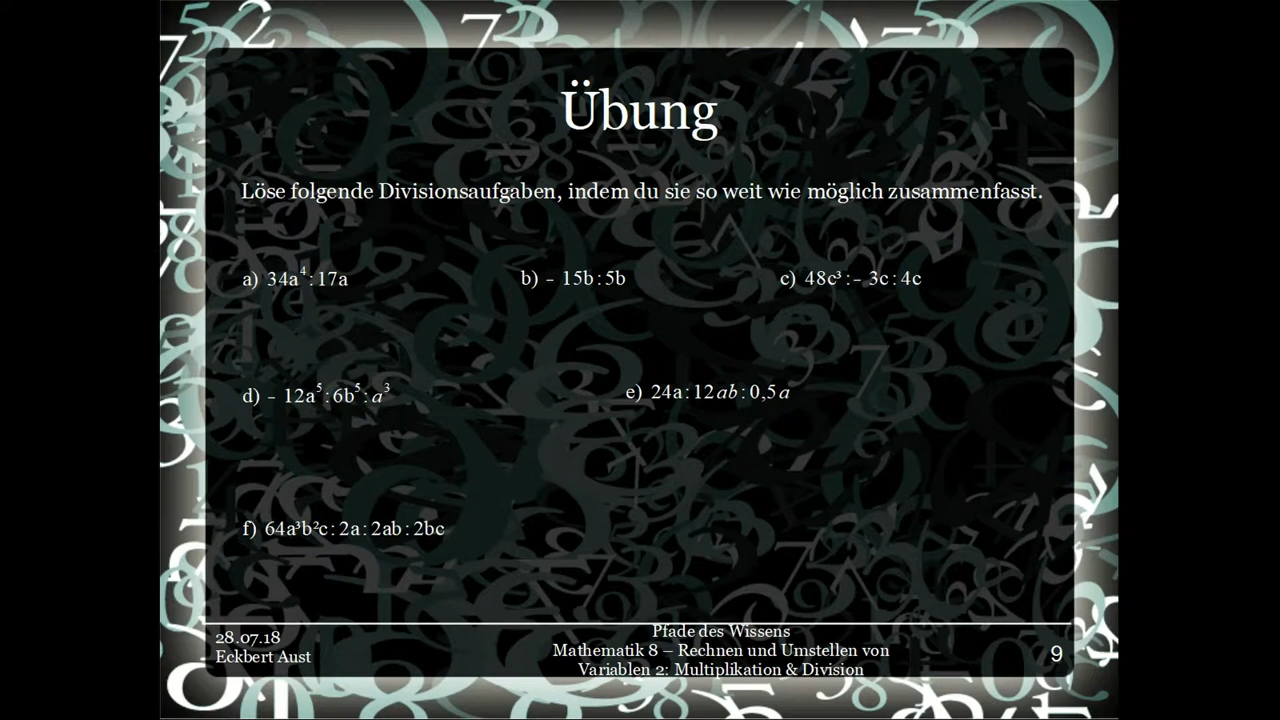 Übung
Löse folgende Divisionsaufgaben, indem du sie so weit wie möglich zusammenfasst.
a) 34a⁴:17a
b) – 15b:5b
c) 48c³:– 3c:4c
d) – 12a⁵:6b⁵:a³
e) 24a:12ab:0,5a
f) 64a³b²c:2a:2ab:2bc
28.07.18
Eckbert Aust
Pfade des Wissens
Mathematik 8 – Rechnen und Umstellen von
Variablen 2: Multiplikation & Division
9